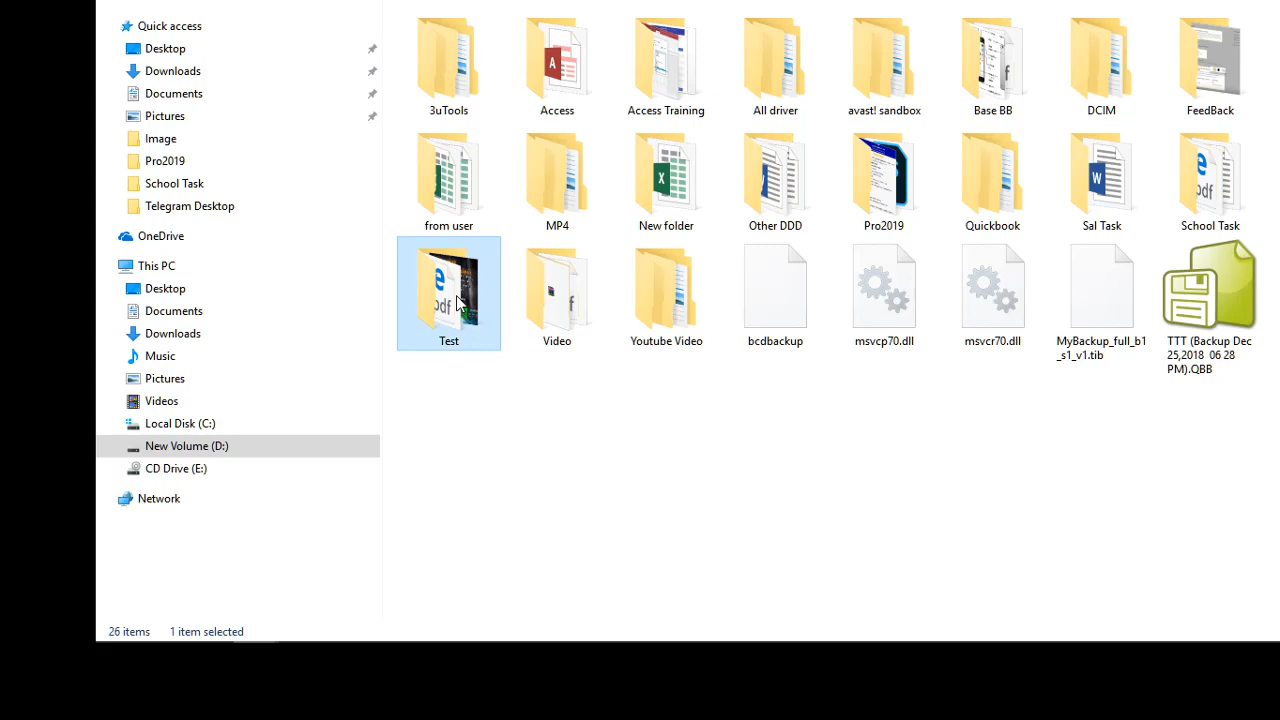 Quick access
Desktop
Downloads
Documents
Pictures
Image
Pro2019
School Task
Telegram Desktop
OneDrive
This PC
Desktop
Documents
Downloads
Music
Pictures
Videos
Local Disk (C:)
New Volume (D:)
CD Drive (E:)
Network
3uTools
Access
Access Training
All driver
avast! sandbox
Base BB
DCIM
FeedBack
from user
MP4
New folder
Other DDD
Pro2019
Quickbook
Sal Task
School Task
Test
Video
Youtube Video
bcdbackup
msvcp70.dll
msvcr70.dll
MyBackup_full_b1
_s1_v1.tib
TTT (Backup Dec
25,2018 06 28
PM).QBB
26 items
1 item selected